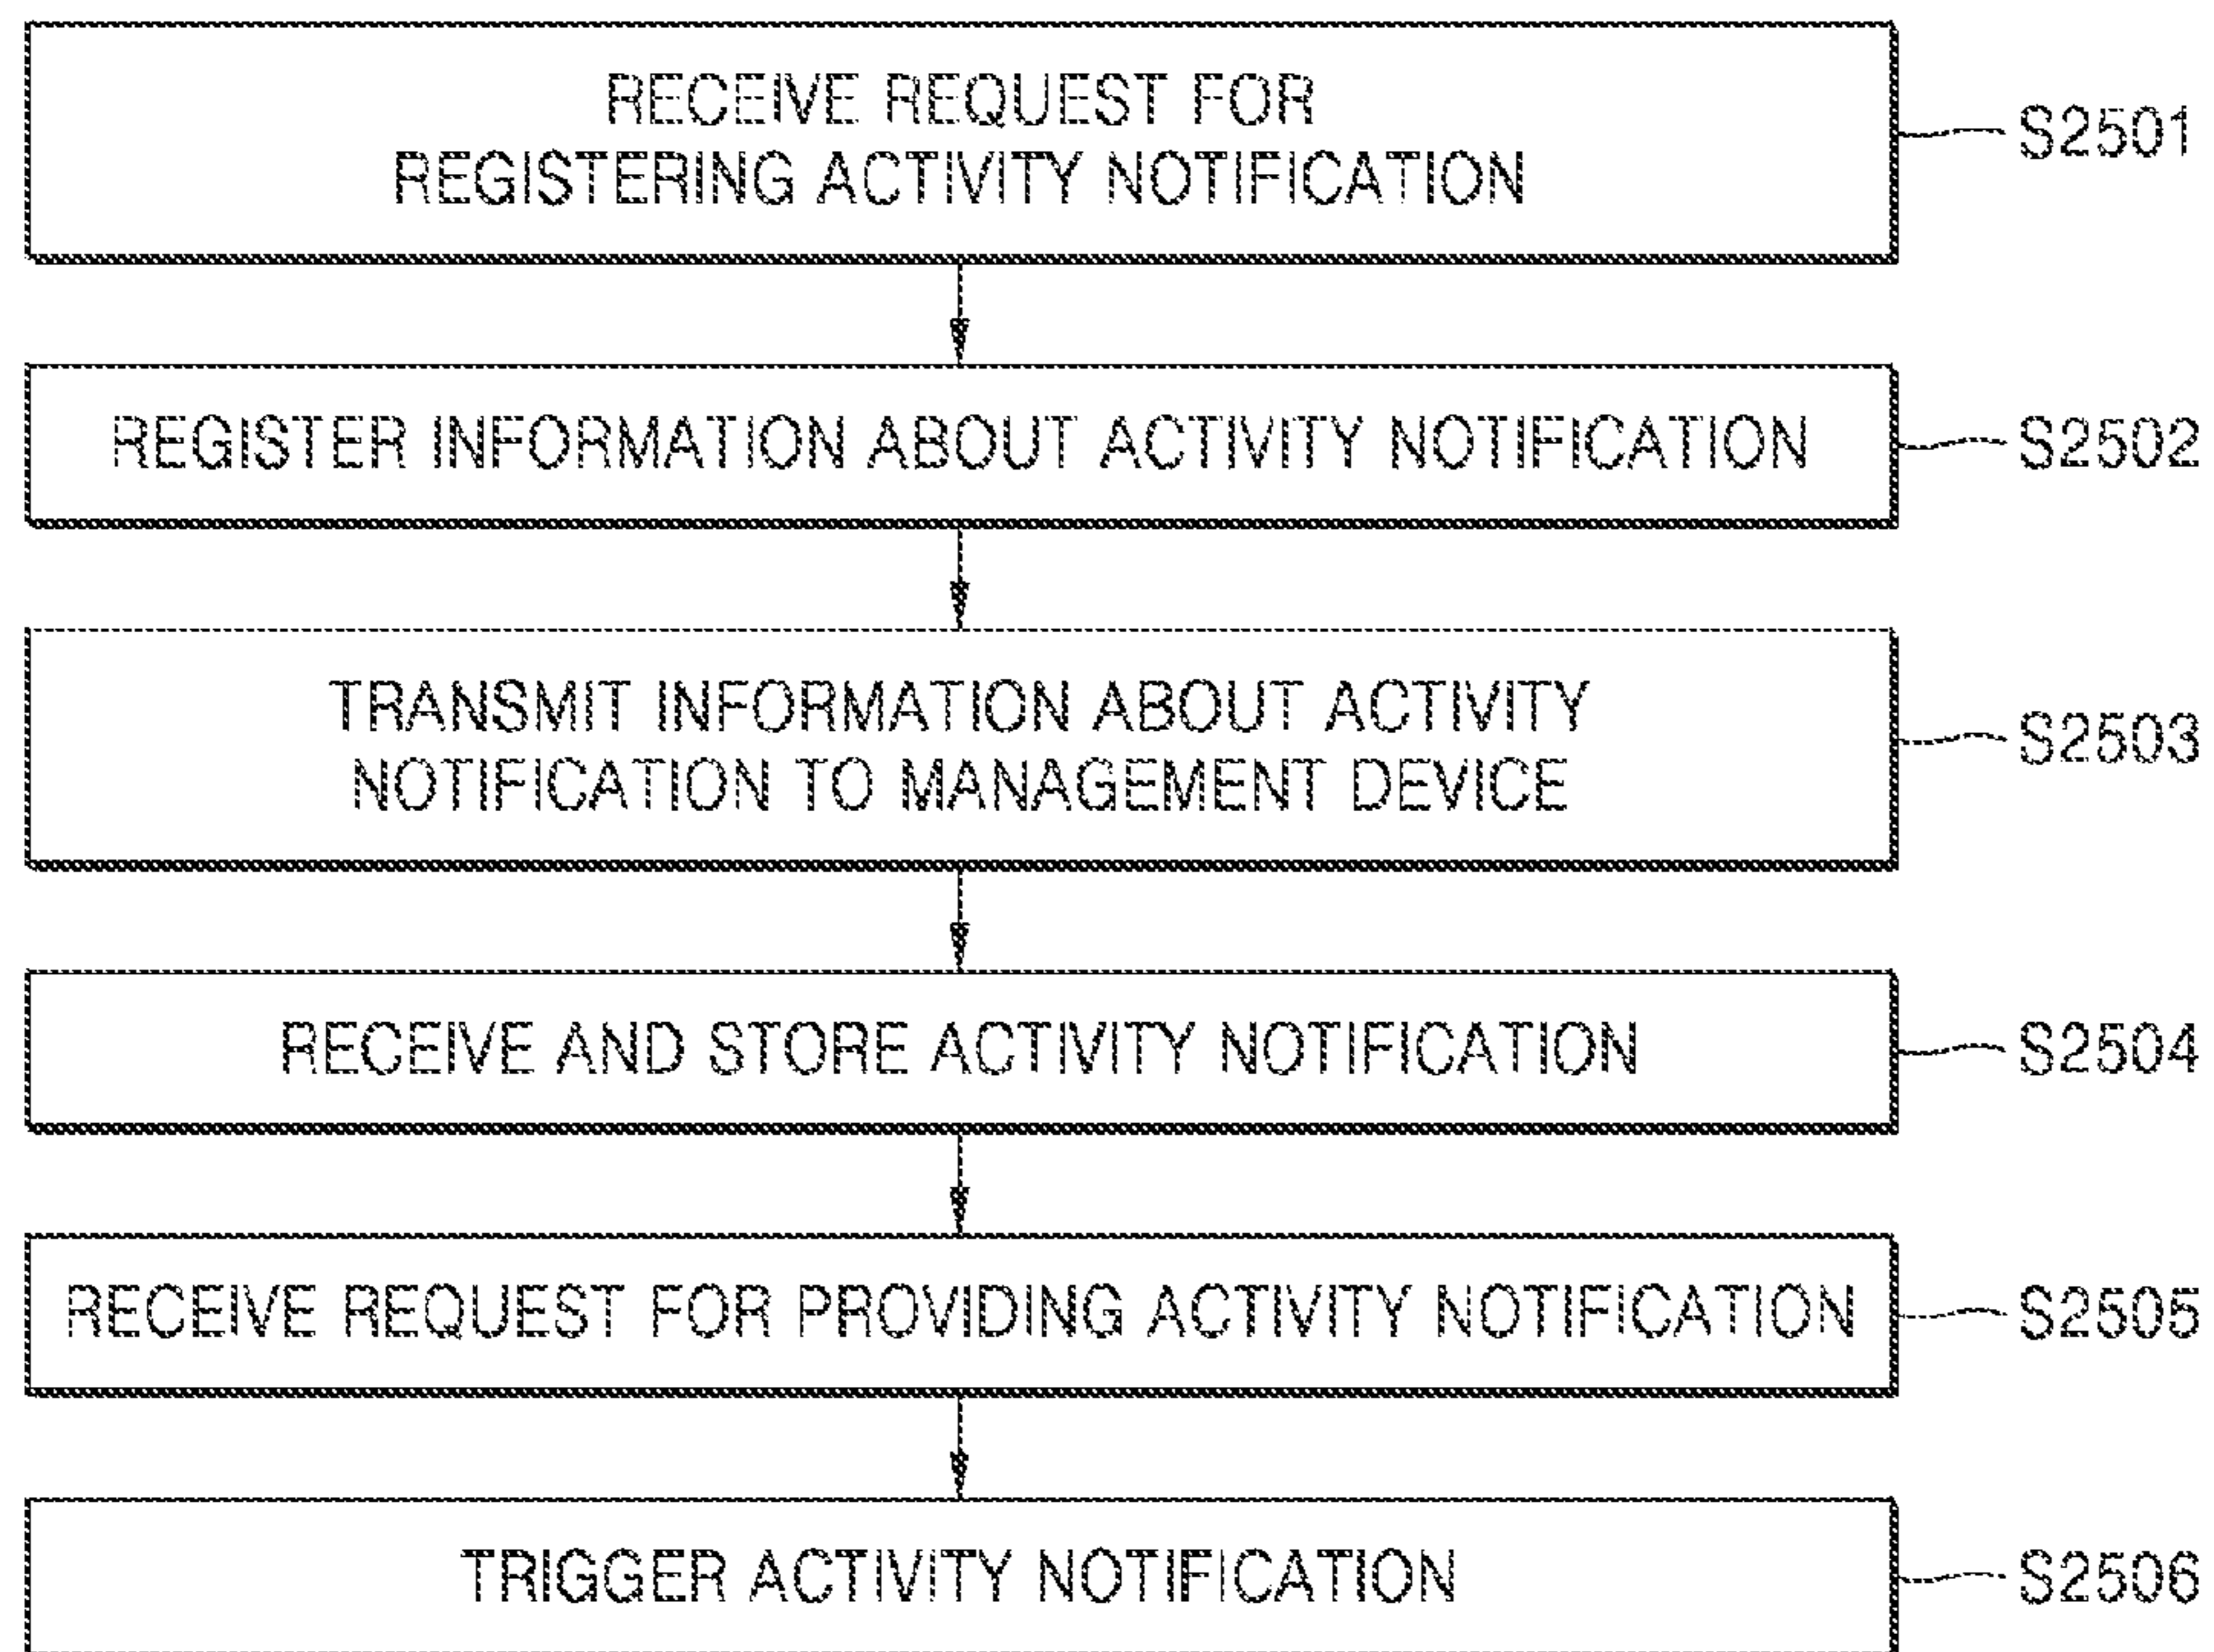 RECEIVE REQUEST FOR
REGISTERING ACTIVITY NOTIFICATION
S2501
REGISTER INFORMATION ABOUT ACTIVITY NOTIFICATION
S2502
TRANSMIT INFORMATION ABOUT ACTIVITY
NOTIFICATION TO MANAGEMENT DEVICE
S2503
RECEIVE AND STORE ACTIVITY NOTIFICATION
S2504
RECEIVE REQUEST FOR PROVIDING ACTIVITY NOTIFICATION
S2505
TRIGGER ACTIVITY NOTIFICATION
S2506